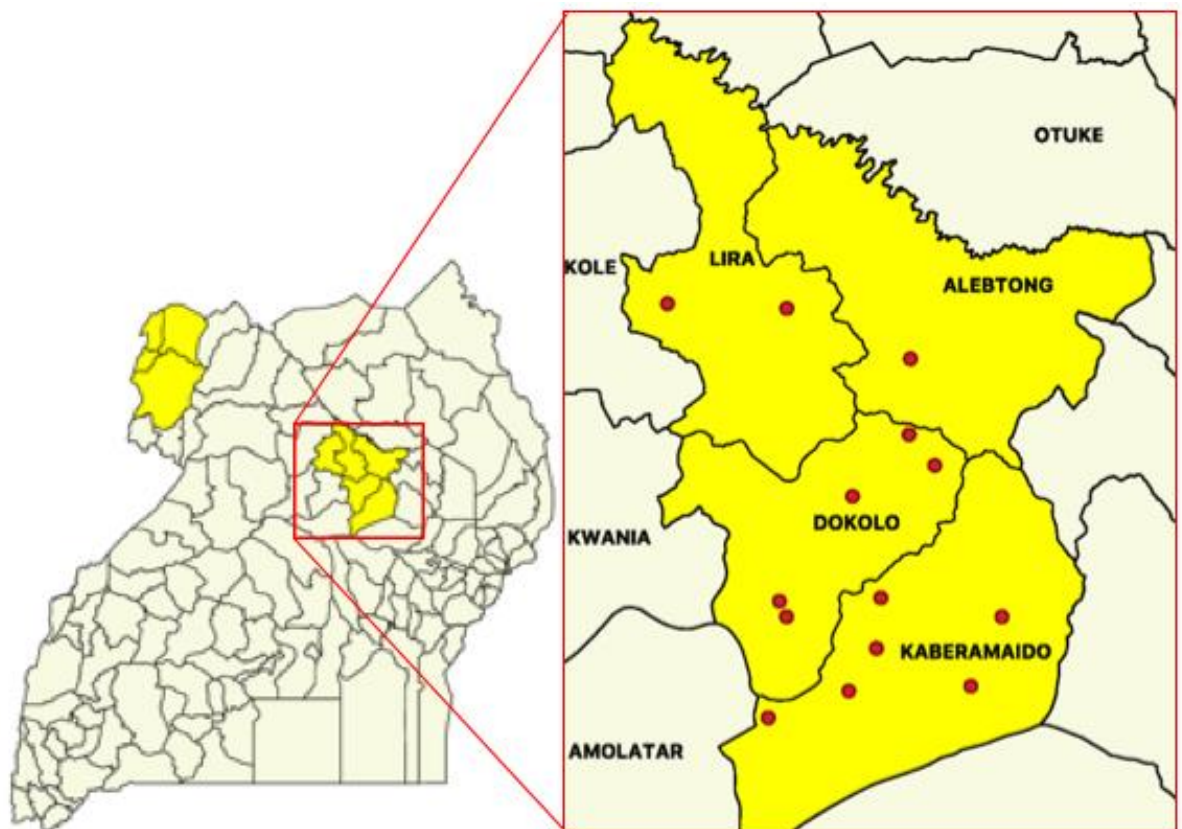 OTUKE
KOLE
LIRA
ALEBTONG
DOKOLO
KWANIA
KABERAMAIDO
AMOLATAR